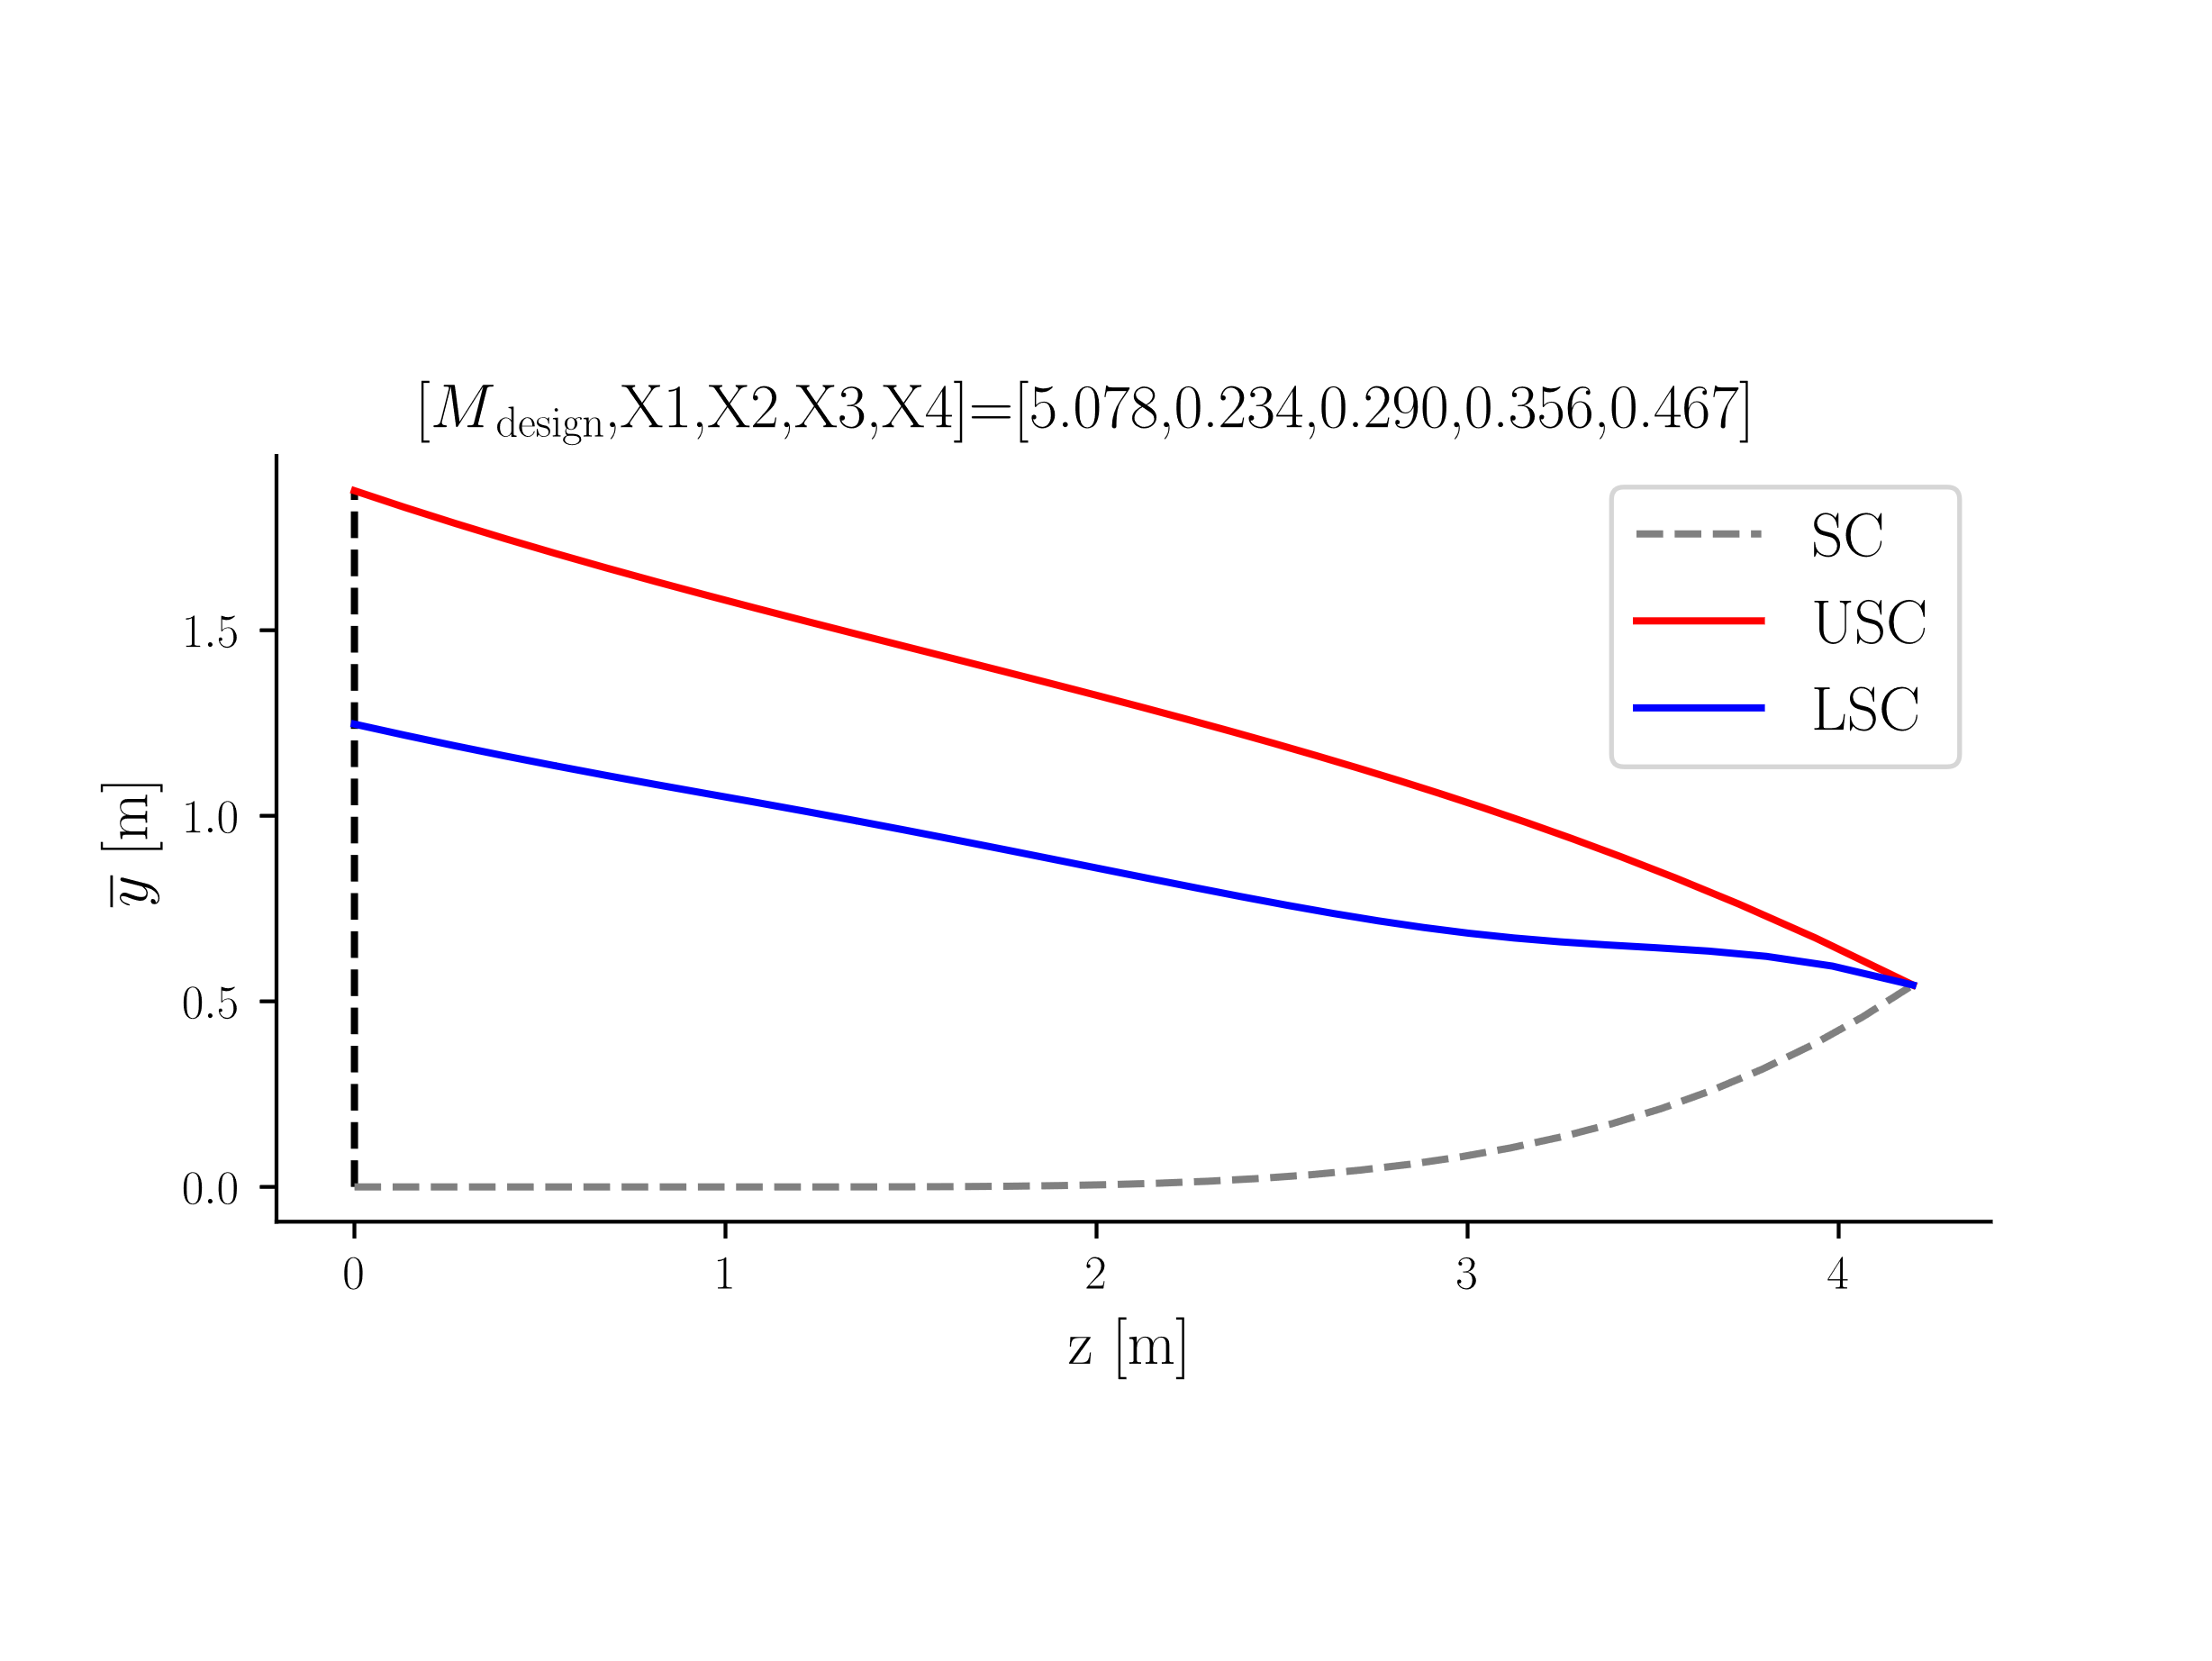 [M_design,X1,X2,X3,X4]=[5.078,0.234,0.290,0.356,0.467]
SC
USC
LSC
1.5
1.0
0.5
0.0
y̅ [m]
0 1 2 3 4
z [m]